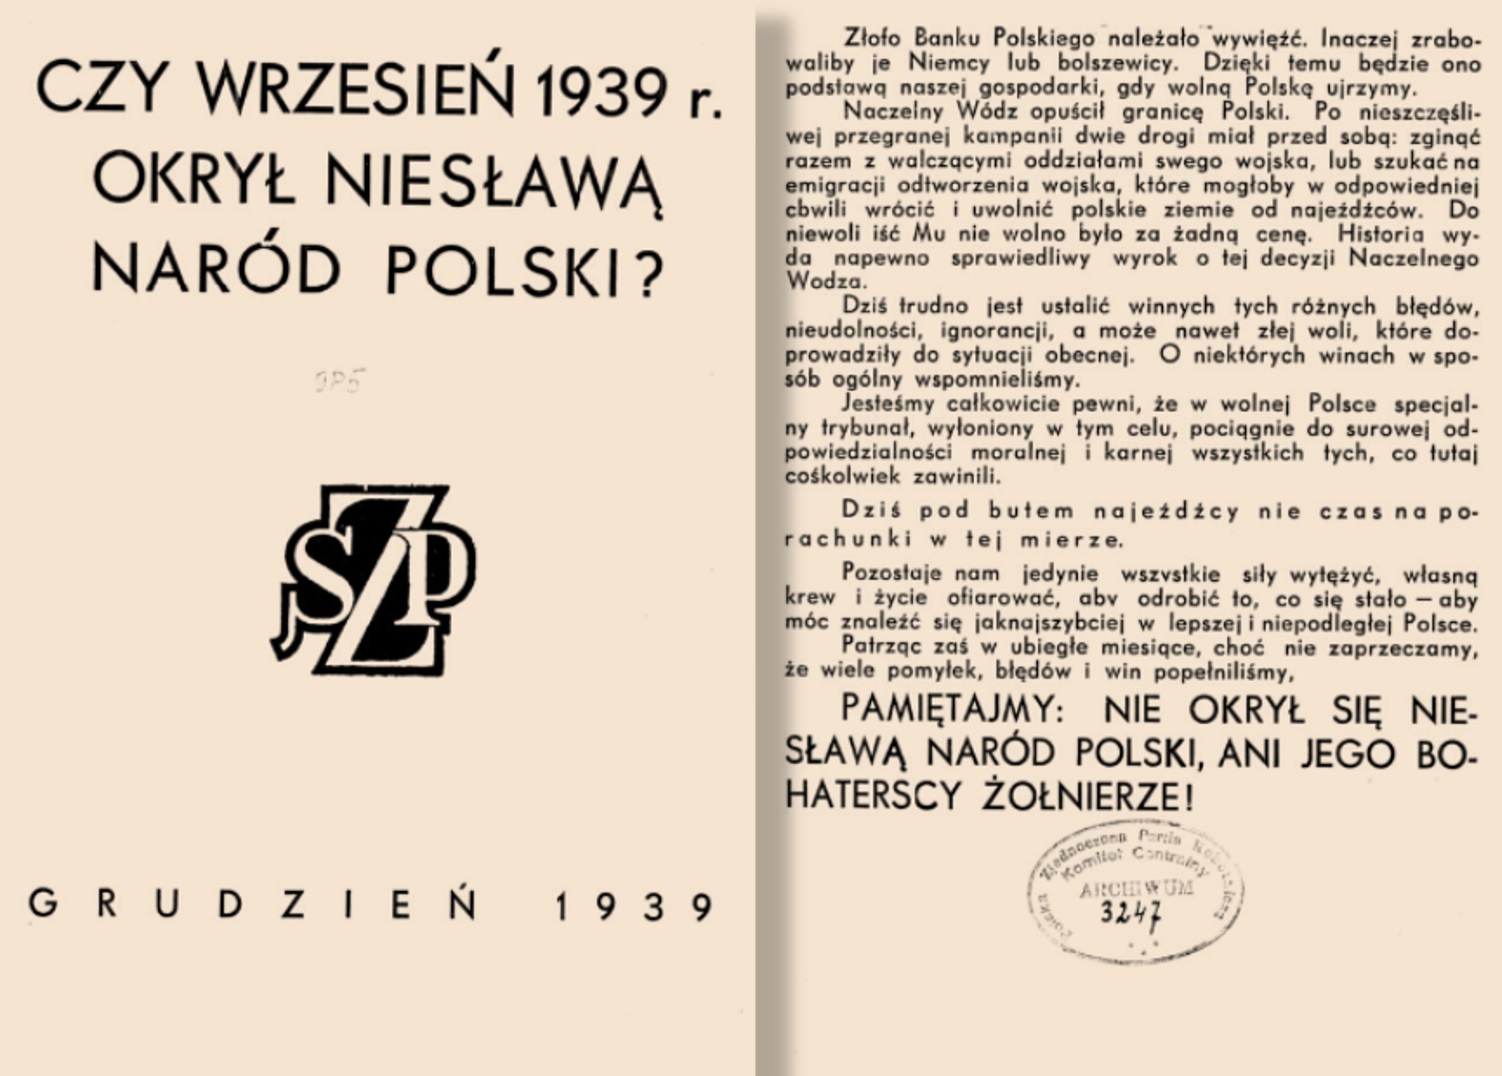 CZY WRZESIEŃ 1939 r.
OKRYŁ NIESŁAWĄ
NARÓD POLSKI?
SZP
GRUDZIEŃ 1939
Złoto Banku Polskiego należało wywięźć. Inaczej zrabo-
waliby je Niemcy lub bolszewicy. Dzięki temu będzie ono
podstawą naszej gospodarki, gdy wolną Polskę ujrzymy.
Naczelny Wódz opuścił granicę Polski. Po nieszczęśli-
wej przegranej kampanii dwie drogi miał przed sobą: zginąć
razem z walczącymi oddziałami swego wojska, lub szukać na
emigracji odtworzenia wojska, które mogłoby w odpowiedniej
cbwili wrócić i uwolnić polskie ziemie od najeźdźców. Do
niewoli iść Mu nie wolno było za żadną cenę. Historia wy-
da napewno sprawiedliwy wyrok o tej decyzji Naczelnego
Wodza.
Dziś trudno jest ustalić winnych tych różnych błędów,
nieudolności, ignorancji, a może nawet złej woli, które do-
prowadziły do sytuacji obecnej. O niektórych winach w spo-
sób ogólny wspomnieliśmy.
Jesteśmy całkowicie pewni, że w wolnej Polsce specjal-
ny trybunał, wyłoniony w tym celu, pociągnie do surowej od-
powiedzialności moralnej i karnej wszystkich tych, co tutaj
cośkolwiek zawinili.
Dziś pod butem najeźdźcy nie czas na po-
rachunki w tej mierze.
Pozostaje nam jedynie wszvstkie siły wytężyć, własną
krew i życie ofiarować, abv odrobić to, co się stało — aby
móc znaleźć się jaknajszybciej w lepszej i niepodległej Polsce.
Patrząc zaś w ubiegłe miesiące, choć nie zaprzeczamy,
że wiele pomyłek, błędów i win popełniliśmy,
PAMIĘTAJMY: NIE OKRYŁ SIĘ NIE-
SŁAWĄ NARÓD POLSKI, ANI JEGO BO-
HATERSCY ŻOŁNIERZE!
Polska Zjednoczona Partia Robotnicza
Komitet Centralny
ARCHIWUM
3247